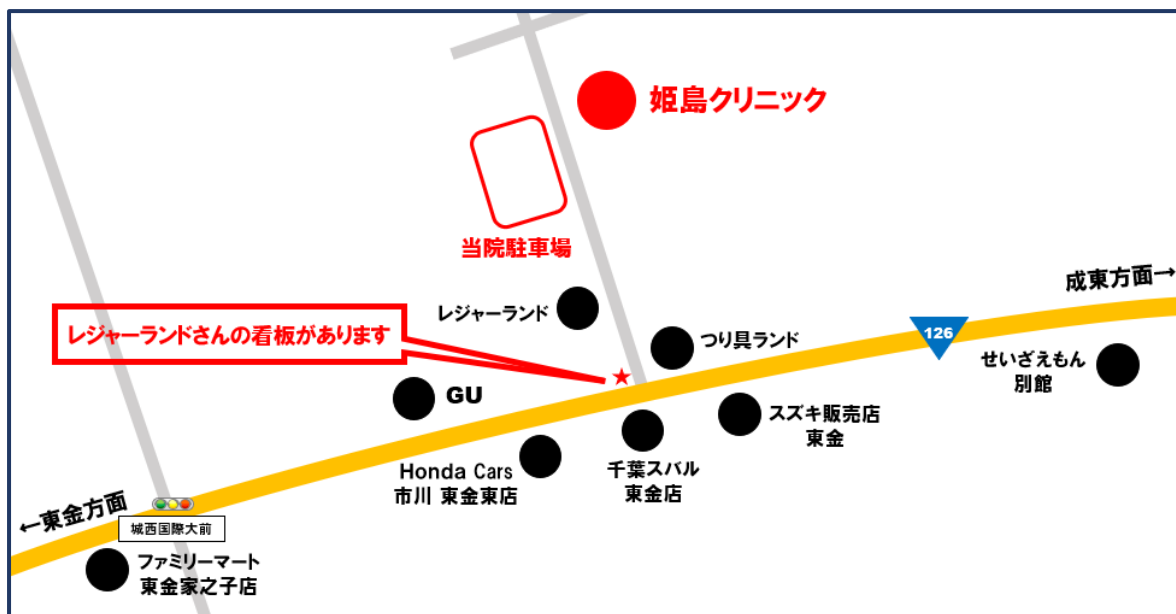 姫島クリニック
当院駐車場
成東方面→
レジャーランド
レジャーランドさんの看板があります
つり具ランド
126
せいざえもん
別館
GU
スズキ販売店
東金
Honda Cars
市川 東金東店
千葉スバル
東金店
←東金方面
城西国際大前
ファミリーマート
東金家之子店